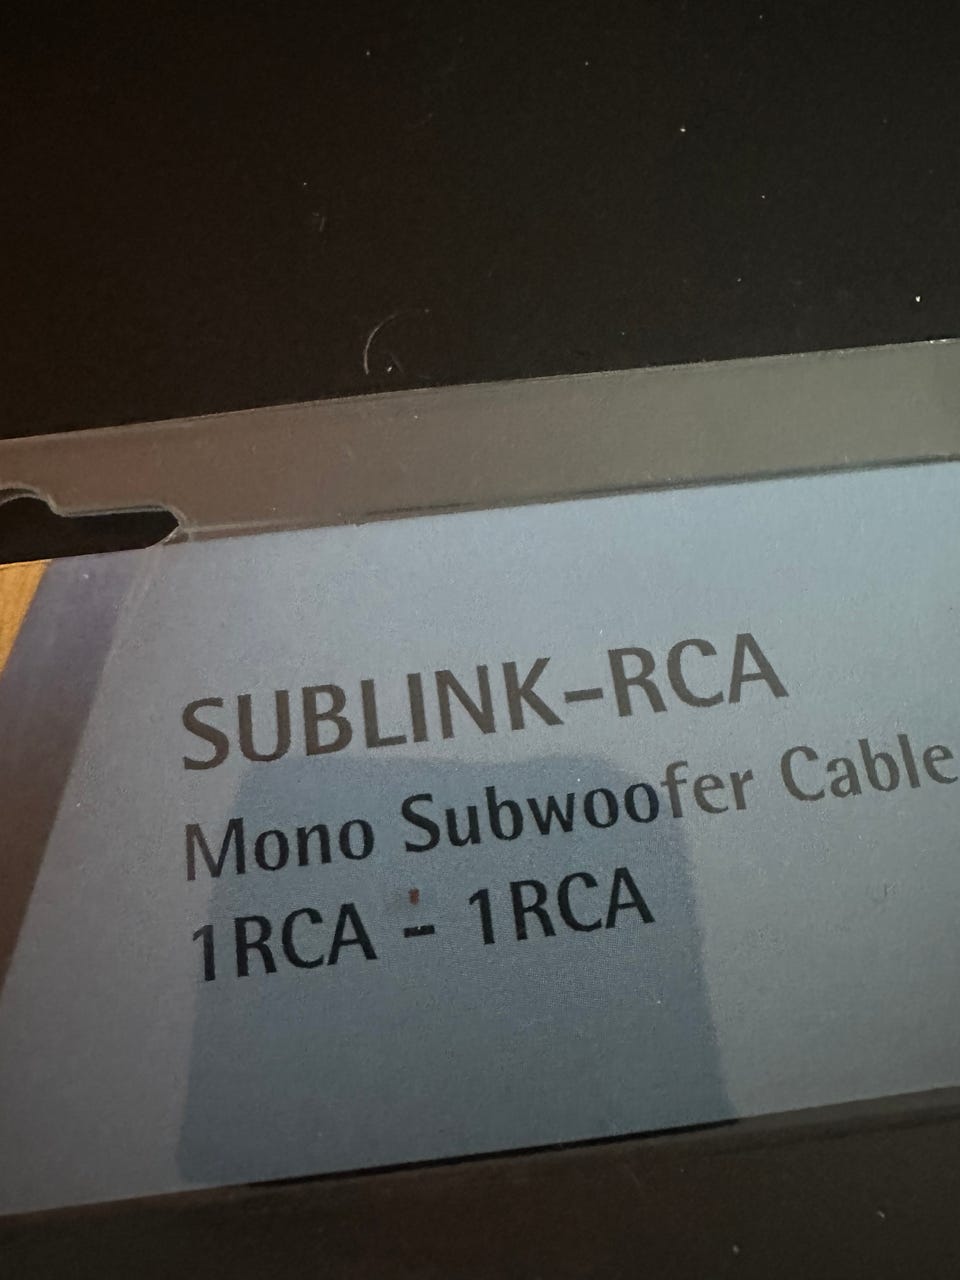 SUBLINK-RCA
Mono Subwoofer Cable
1RCA - 1RCA